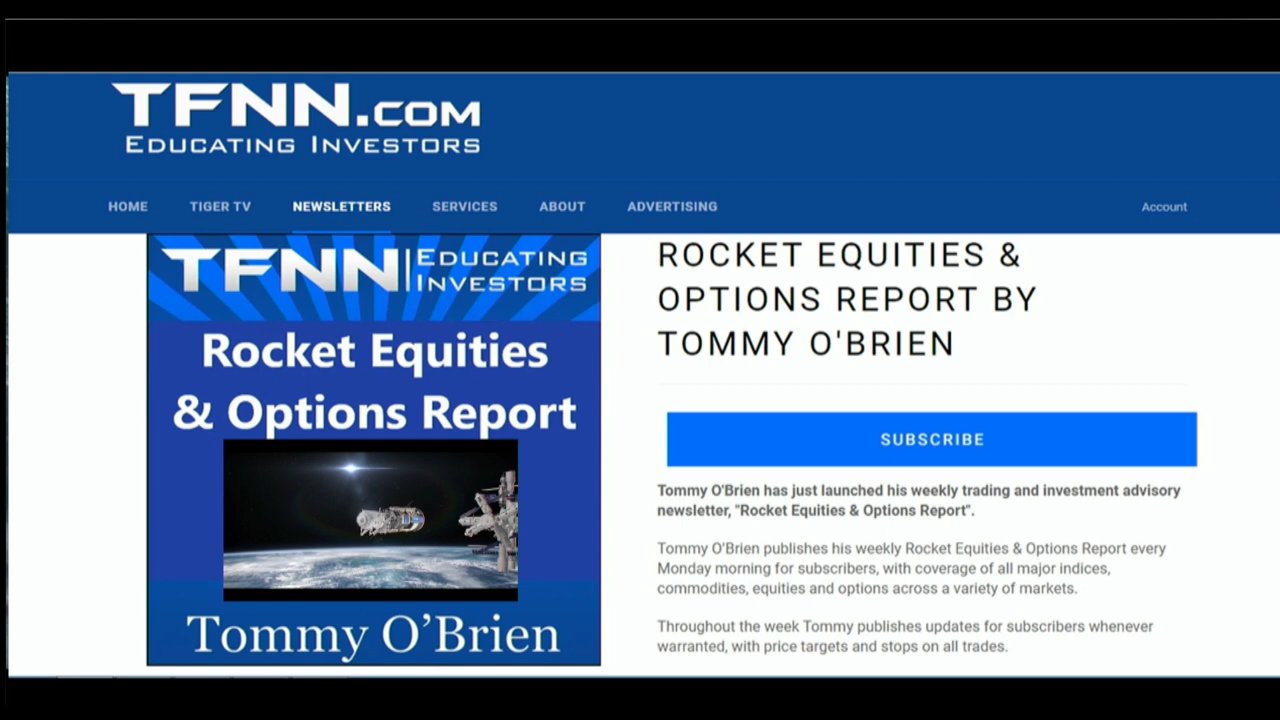 TFNN.COM
EDUCATING INVESTORS
HOME TIGER TV NEWSLETTERS SERVICES ABOUT ADVERTISING Account
TFNN EDUCATING
INVESTORS
Rocket Equities
& Options Report
Tommy O’Brien
ROCKET EQUITIES &
OPTIONS REPORT BY
TOMMY O'BRIEN
SUBSCRIBE
Tommy O'Brien has just launched his weekly trading and investment advisory
newsletter, "Rocket Equities & Options Report".
Tommy O’Brien publishes his weekly Rocket Equities & Options Report every
Monday morning for subscribers, with coverage of all major indices,
commodities, equities and options across a variety of markets.
Throughout the week Tommy publishes updates for subscribers whenever
warranted, with price targets and stops on all trades.